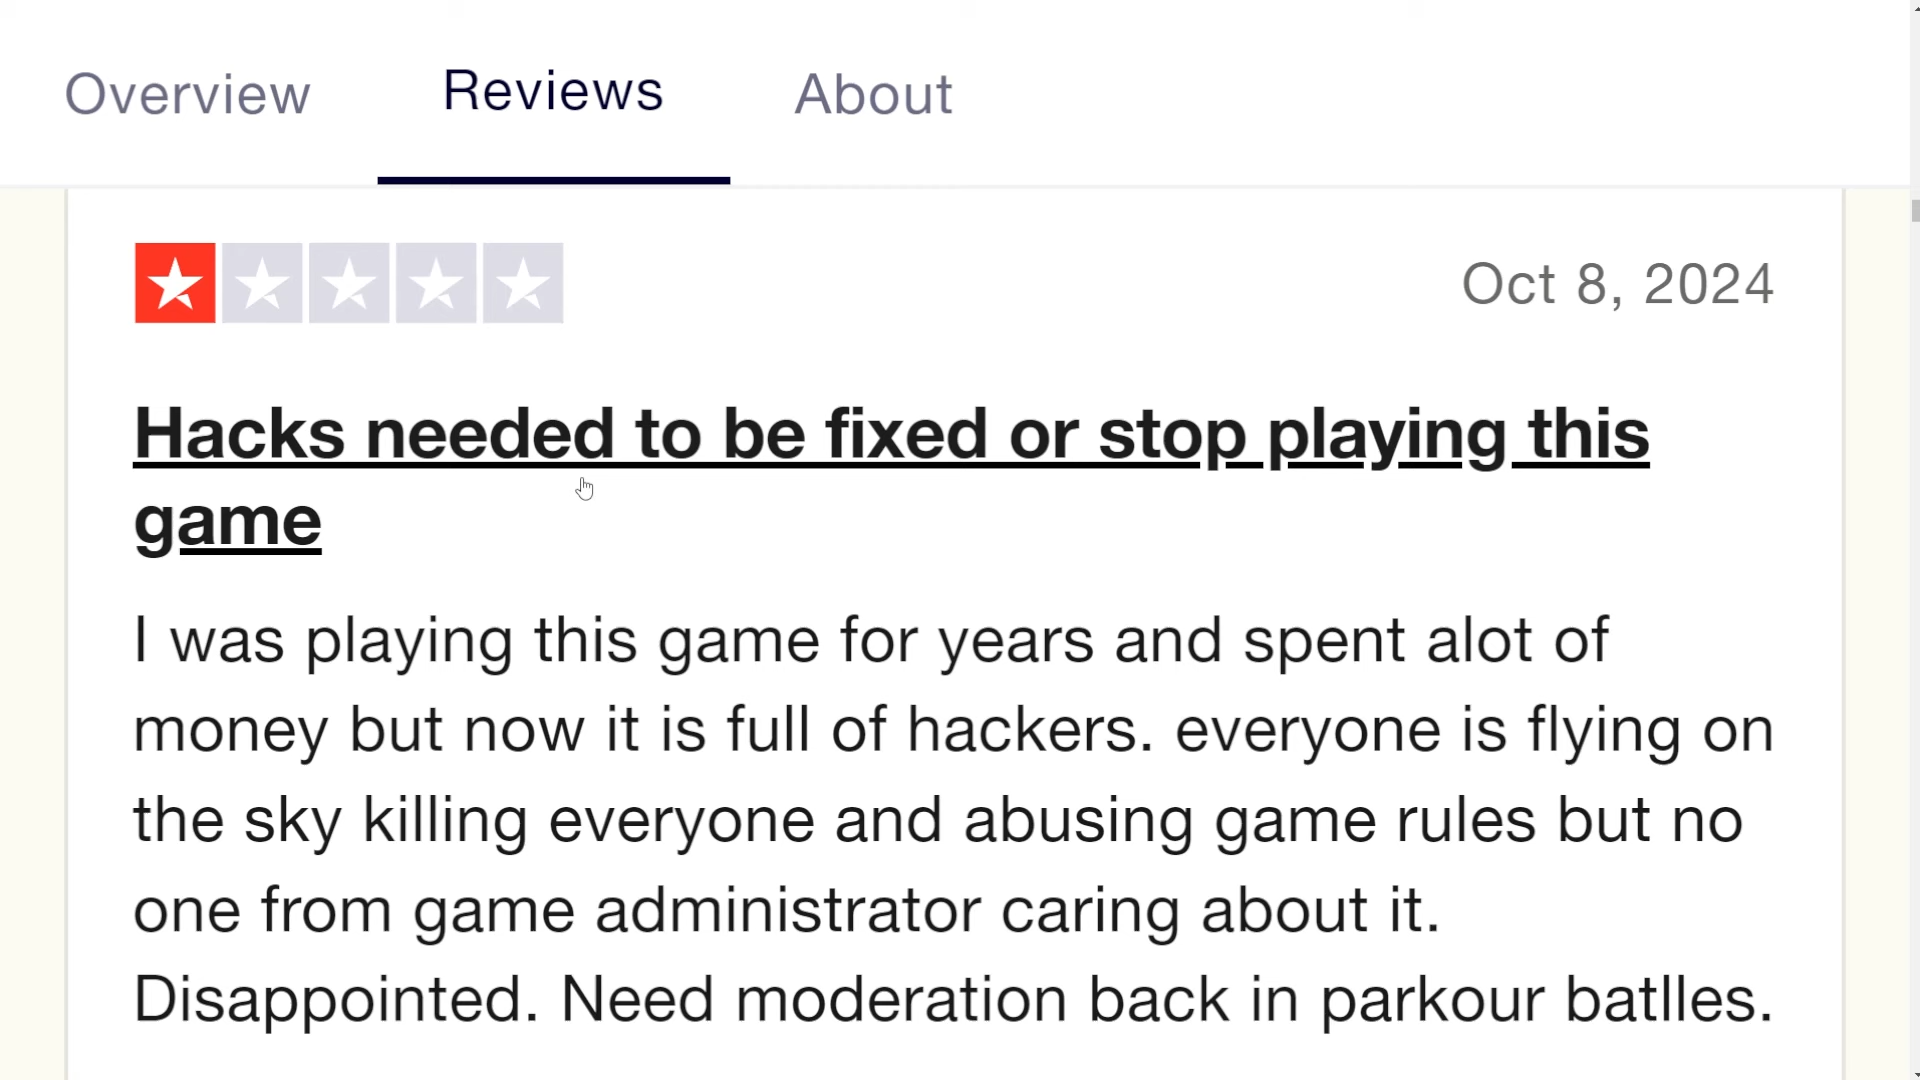 Overview Reviews About
Oct 8, 2024
Hacks needed to be fixed or stop playing this
game
I was playing this game for years and spent alot of
money but now it is full of hackers. everyone is flying on
the sky killing everyone and abusing game rules but no
one from game administrator caring about it.
Disappointed. Need moderation back in parkour batlles.